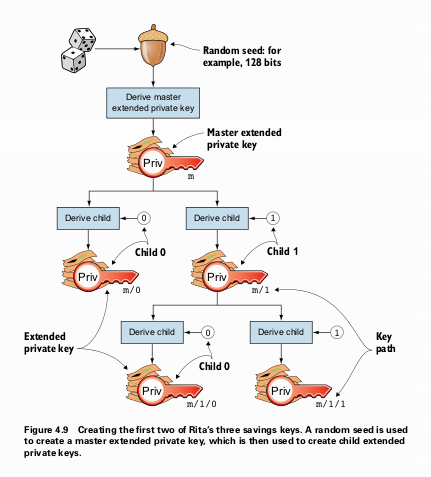 Random seed: for
example, 128 bits
Derive master
extended private key
Master extended
private key
Priv
m
Derive child
0
Derive child
1
Child 0
Child 1
Priv
m/0
Priv
m/1
Extended
private key
Derive child
0
Derive child
1
Key
path
Child 0
Priv
m/1/0
Priv
m/1/1
Figure 4.9 Creating the first two of Rita's three savings keys. A random seed is used
to create a master extended private key, which is then used to create child extended
private keys.